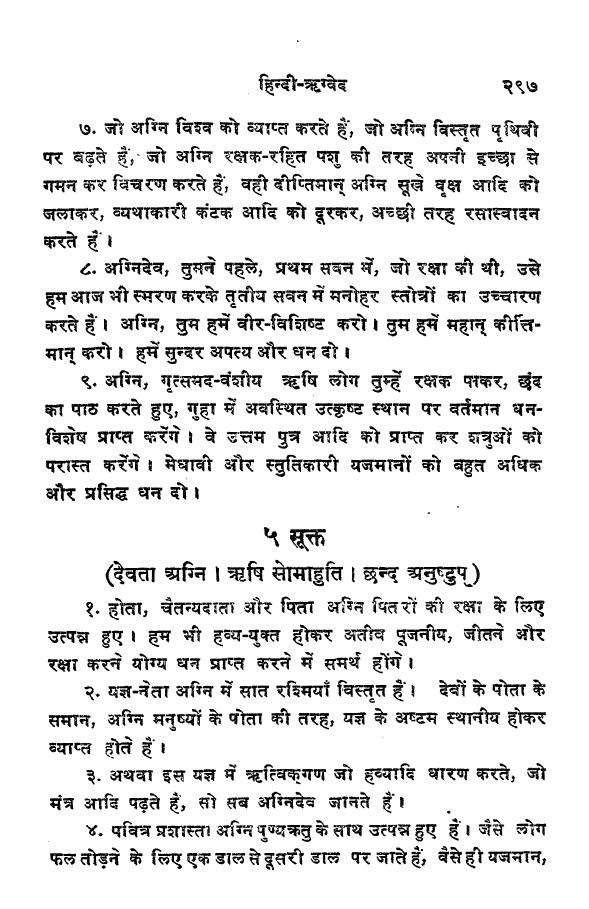 हिन्दी-ऋग्वेद २९७
७. जो अग्नि विश्व को व्याप्त करते हैं, जो अग्नि विस्तृत पृथिवी
पर बढ़ते हैं, जो अग्नि रक्षक-रहित पशु की तरह अपनी इच्छा से
गमन कर विचरण करते हैं, वही दीप्तिमान् अग्नि सूखे वृक्ष आदि को
जलाकर, व्यथाकारी कंटक आदि को दूरकर, अच्छी तरह रसास्वादन
करते हैं।
८. अग्निदेव, तुमने पहले, प्रथम सवन में, जो रक्षा की थी, उसे
हम आज भी स्मरण करके तृतीय सवन में मनोहर स्तोत्रों का उच्चारण
करते हैं। अग्नि, तुम हमें वीर-विशिष्ट करो। तुम हमें महान् कीर्त्ति-
मान् करो। हमें सुन्दर अपत्य और धन दो।
९. अग्नि, गृत्समद-वंशीय ऋषि लोग तुम्हें रक्षक पाकर, छंद
का पाठ करते हुए, गुहा में अवस्थित उत्कृष्ट स्थान पर वर्तमान धन-
विशेष प्राप्त करेंगे। वे उत्तम पुत्र आदि को प्राप्त कर शत्रुओं को
परास्त करेंगे। मेधावी और स्तुतिकारी यजमानों को बहुत अधिक
और प्रसिद्ध धन दो।
५ सूक्त
(देवता अग्नि। ऋषि सोमाहुति। छन्द अनुष्टुप्)
१. होता, चैतन्यदाता और पिता अग्नि पितरों की रक्षा के लिए
उत्पन्न हुए। हम भी हव्य-युक्त होकर अतीव पूजनीय, जीतने और
रक्षा करने योग्य धन प्राप्त करने में समर्थ होंगे।
२. यज्ञ-नेता अग्नि में सात रश्मियाँ विस्तृत हैं। देवों के पोता के
समान, अग्नि मनुष्यों के पोता की तरह, यज्ञ के अष्टम स्थानीय होकर
व्याप्त होते हैं।
३. अथवा इस यज्ञ में ऋत्विक्गण जो हव्यादि धारण करते, जो
मंत्र आदि पढ़ते हैं, सो सब अग्निदेव जानते हैं।
४. पवित्र प्रशास्ता अग्नि पुण्यक्रतु के साथ उत्पन्न हुए हैं। जैसे लोग
फल तोड़ने के लिए एक डाल से दूसरी डाल पर जाते हैं, वैसे ही यजमान,